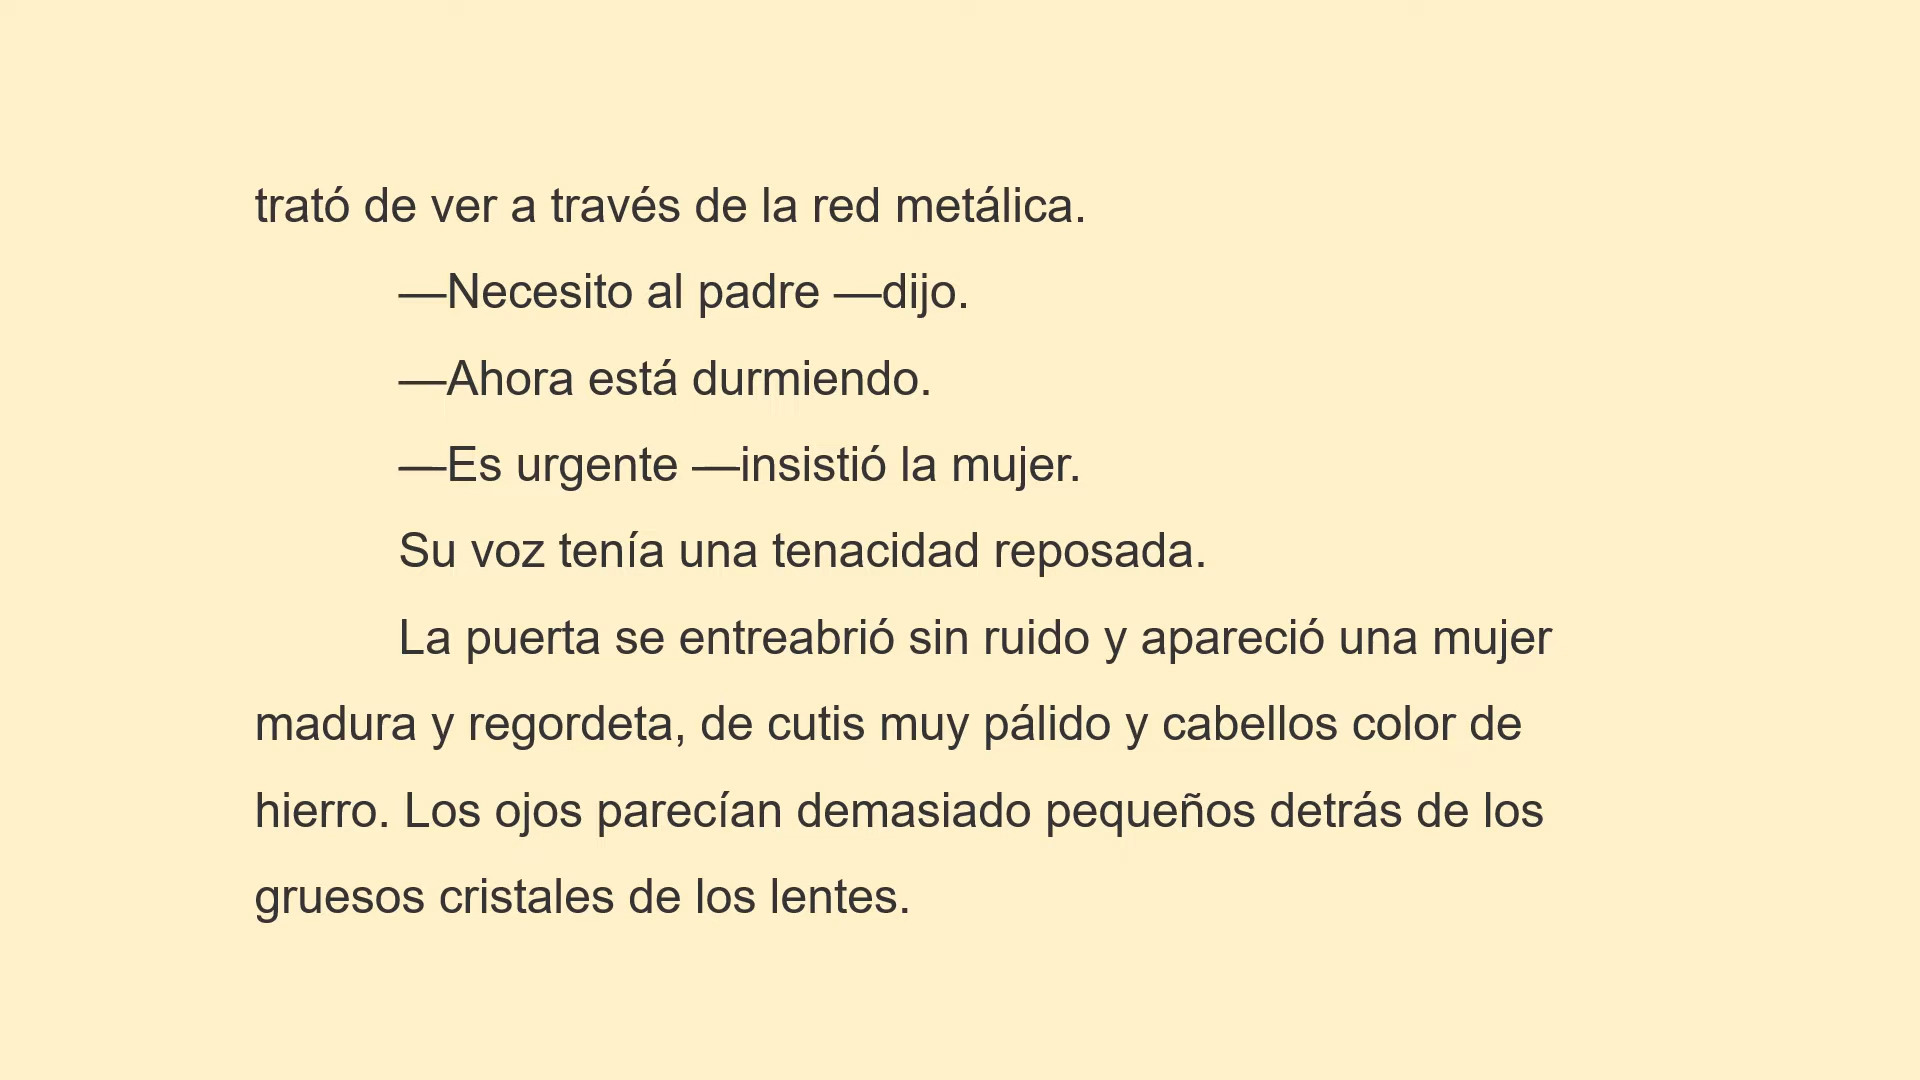 trató de ver a través de la red metálica.
—Necesito al padre —dijo.
—Ahora está durmiendo.
—Es urgente —insistió la mujer.
Su voz tenía una tenacidad reposada.
La puerta se entreabrió sin ruido y apareció una mujer
madura y regordeta, de cutis muy pálido y cabellos color de
hierro. Los ojos parecían demasiado pequeños detrás de los
gruesos cristales de los lentes.